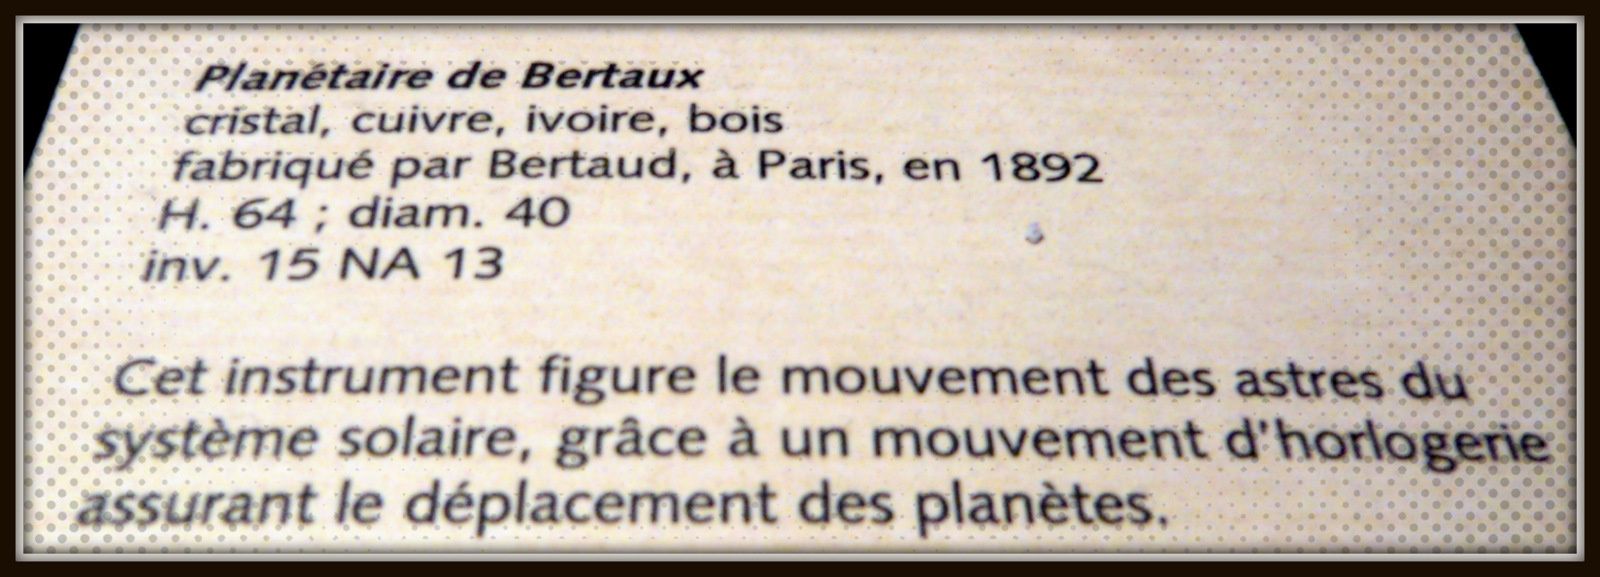 Planétaire de Bertaux
cristal, cuivre, ivoire, bois
fabriqué par Bertaud, à Paris, en 1892
H. 64 ; diam. 40
inv. 15 NA 13
Cet instrument figure le mouvement des astres du
système solaire, grâce à un mouvement d'horlogerie
assurant le déplacement des planètes.